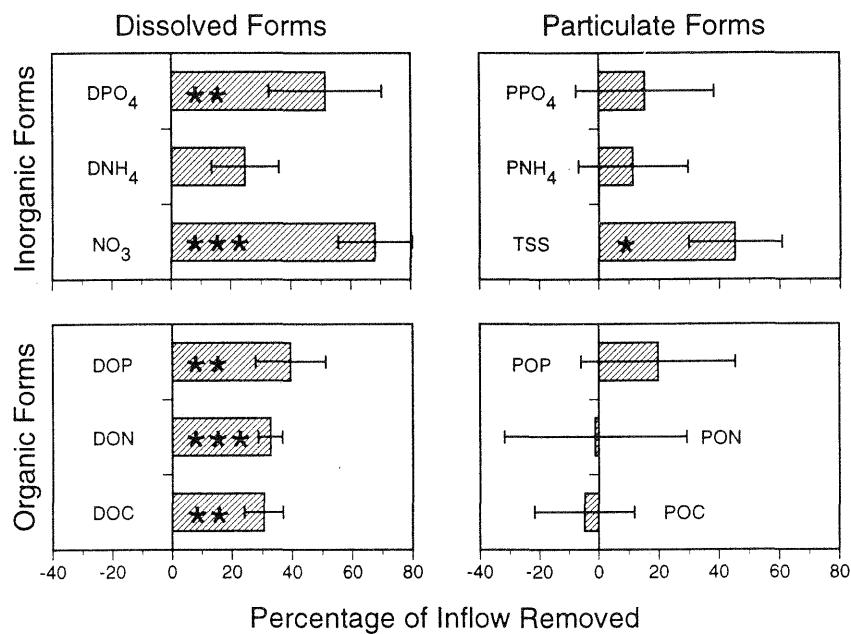 Dissolved Forms
Particulate Forms
Inorganic Forms
DPO4
★★
DNH4
NO3
★★★
PPO4
PNH4
TSS
★
Organic Forms
DOP
★★
DON
★★★
DOC
★★
POP
PON
POC
-40 -20 0 20 40 60 80
-40 -20 0 20 40 60 80
Percentage of Inflow Removed